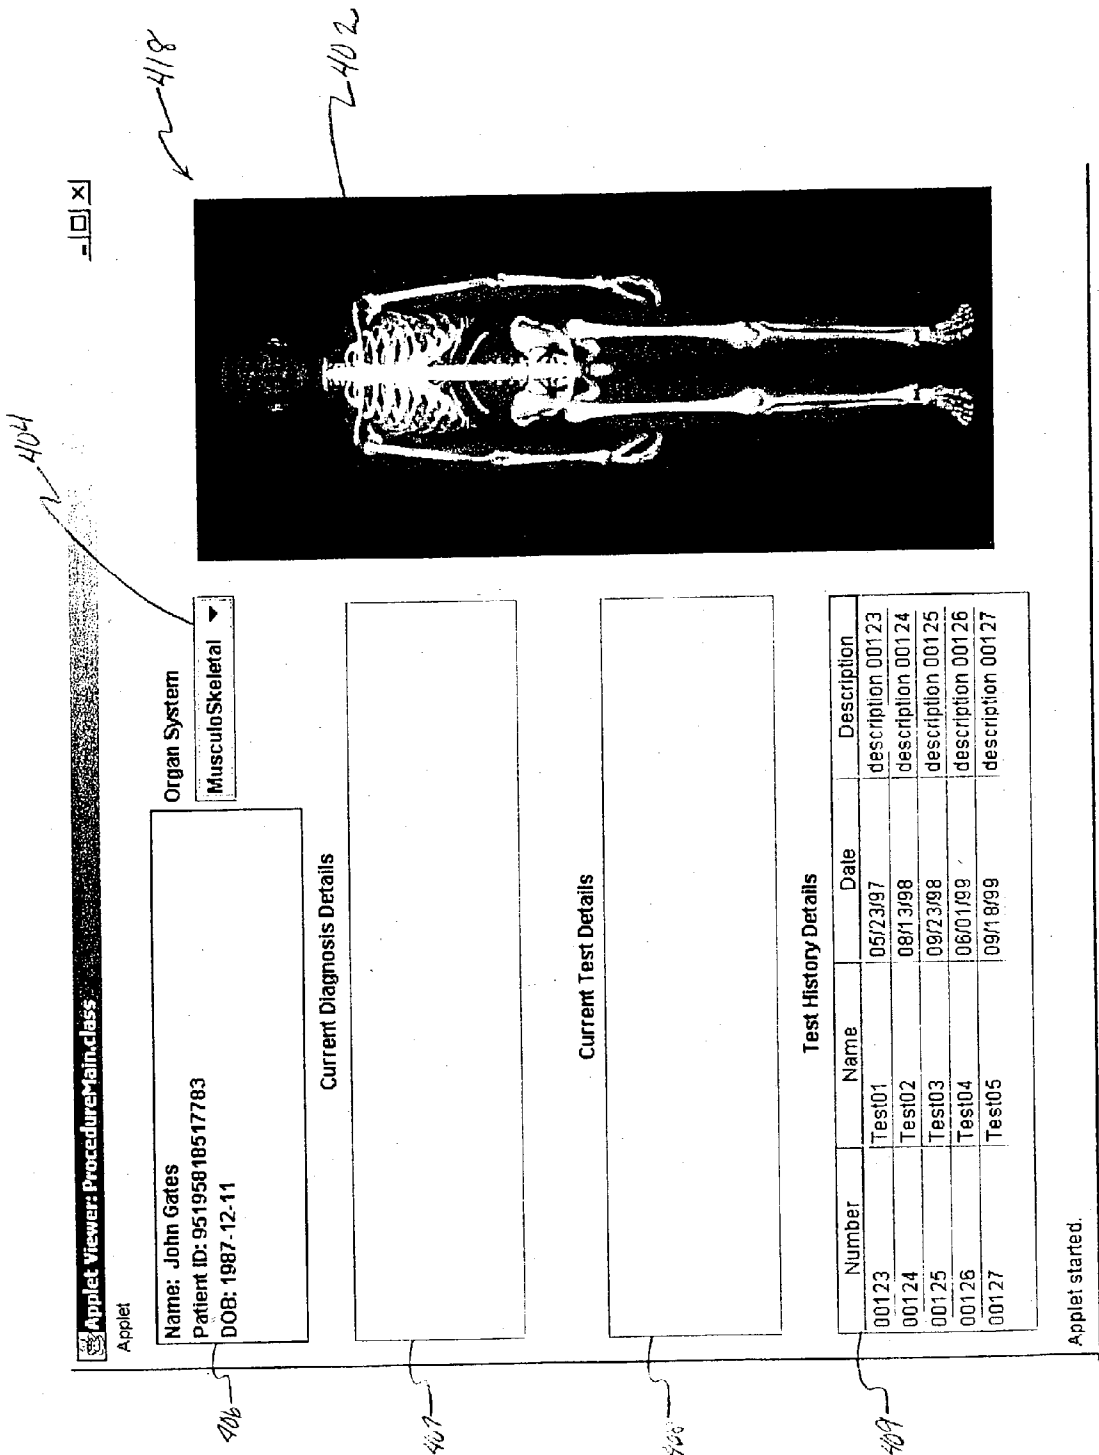 Applet Viewer: ProcedureMain.class
Applet
Name: John Gates
Patient ID: 95195818517783
DOB: 1987-12-11
Organ System
MusculoSkeletal
Current Diagnosis Details
Current Test Details
Test History Details
Number Name Date Description
00123 Test01 05/23/97 description 00123
00124 Test02 08/13/98 description 00124
00125 Test03 09/23/98 description 00125
00126 Test04 06/01/99 description 00126
00127 Test05 09/18/99 description 00127
Applet started.
406
407
408
409
404
418
402